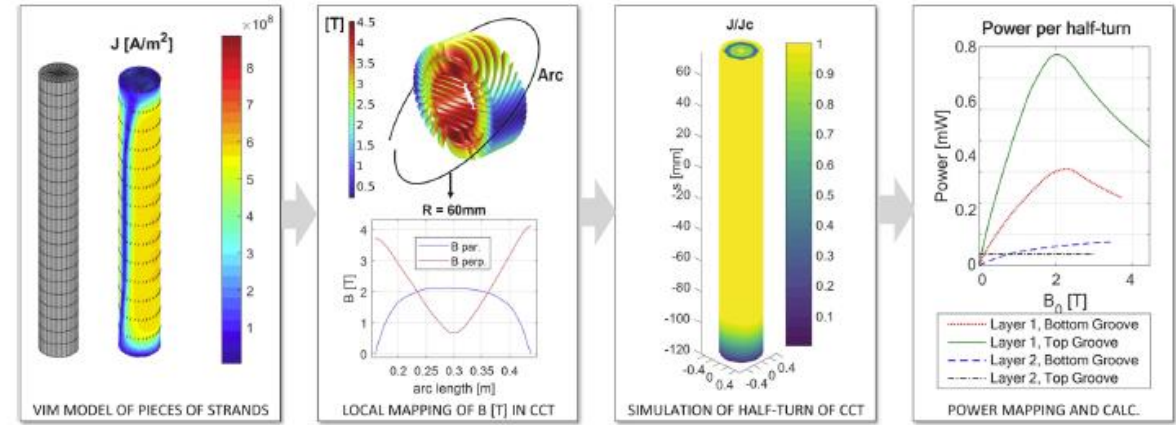 ×10⁸
J [A/m²]
8
7
6
5
4
3
2
1
VIM MODEL OF PIECES OF STRANDS
[T]
4.5
4
3.5
3
2.5
2
1.5
1
0.5
Arc
R = 60mm
B [T]
4
3
2
1
0
B par.
B perp.
0.2 0.25 0.3 0.35 0.4
arc length [m]
LOCAL MAPPING OF B [T] IN CCT
J/Jc
60
40
20
0
-20
-40
-60
-80
-100
-120
s [mm]
-0.4
0
0.4
-0.4
0
0.4
1
0.9
0.8
0.7
0.6
0.5
0.4
0.3
0.2
0.1
SIMULATION OF HALF-TURN OF CCT
Power per half-turn
Power [mW]
0.8
0.6
0.4
0.2
0
0 2 4
B₀ [T]
Layer 1, Bottom Groove
Layer 1, Top Groove
Layer 2, Bottom Groove
Layer 2, Top Groove
POWER MAPPING AND CALC.